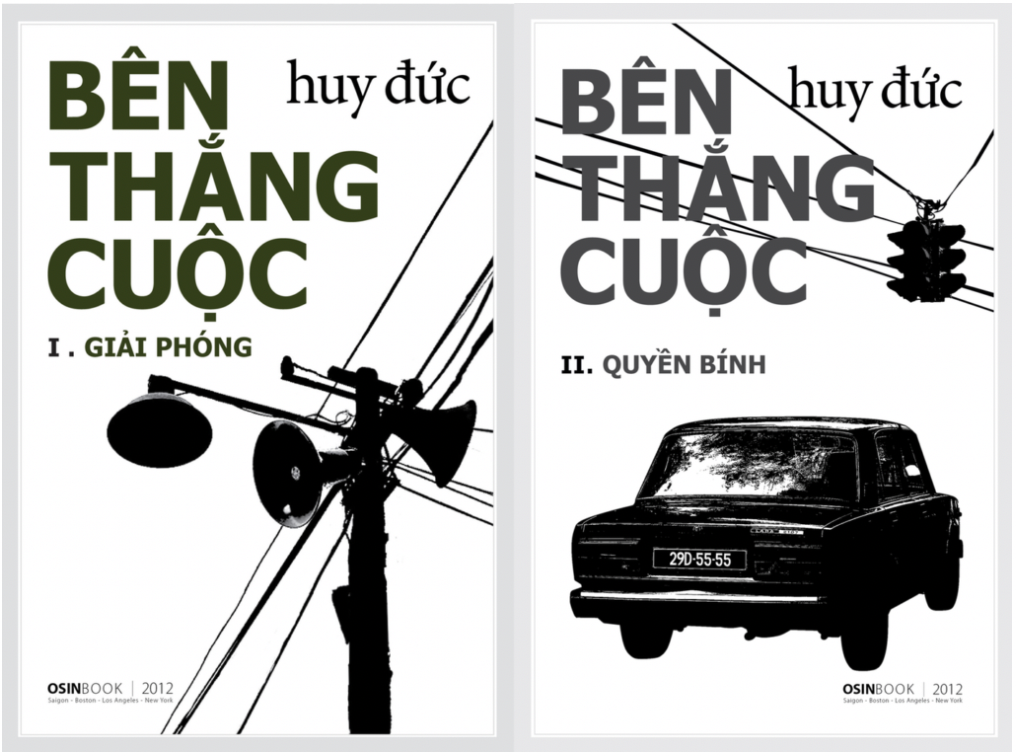 BÊN
THẮNG
CUỘC
huy đức
I . GIẢI PHÓNG
OSINBOOK | 2012
Saigon - Boston - Los Angeles - New York
BÊN
THẮNG
CUỘC
huy đức
II. QUYỀN BÍNH
29D-55-55
OSINBOOK | 2012
Saigon - Boston - Los Angeles - New York